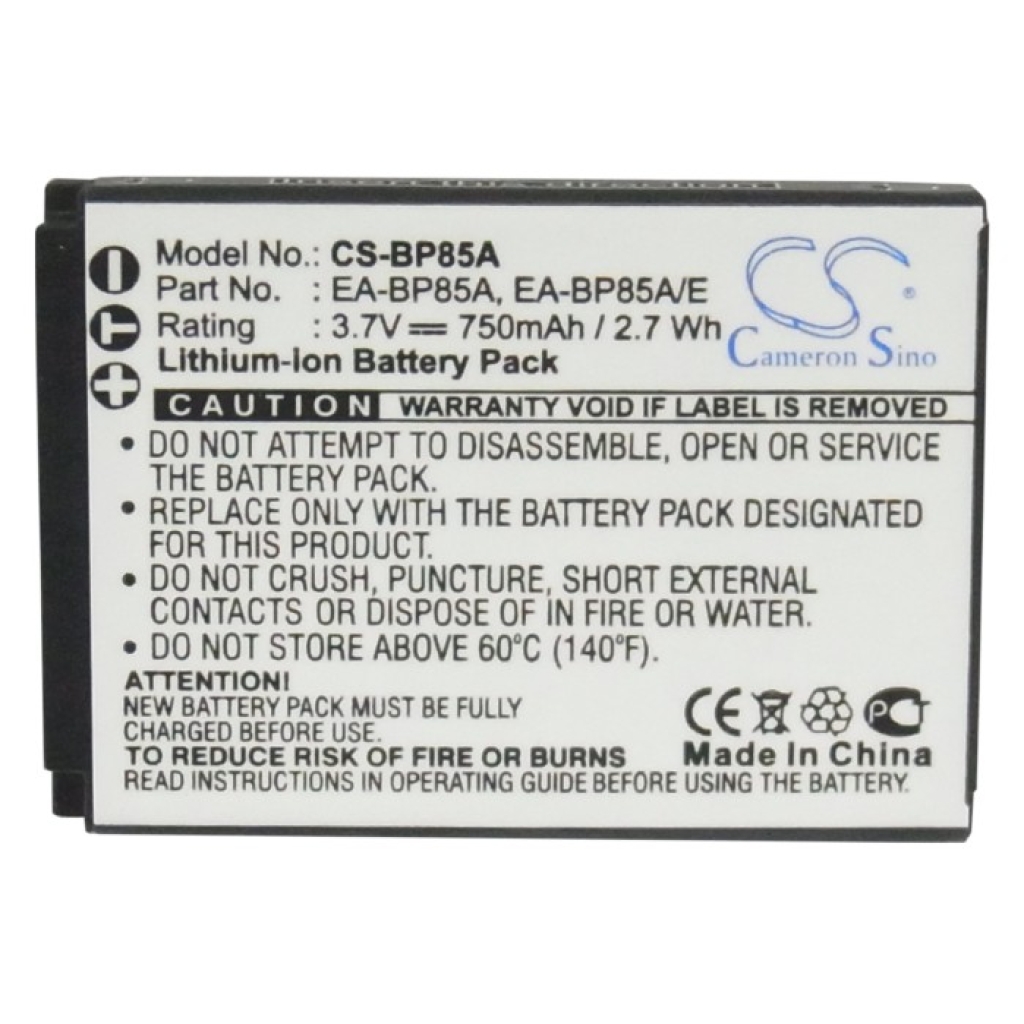 Insert this direction
Model No.: CS-BP85A
Part No. : EA-BP85A, EA-BP85A/E
Rating : 3.7V 750mAh / 2.7 Wh
Lithium-Ion Battery Pack
CS
®
Cameron Sino
CAUTION WARRANTY VOID IF LABEL IS REMOVED
• DO NOT ATTEMPT TO DISASSEMBLE, OPEN OR SERVICE
THE BATTERY PACK.
• REPLACE ONLY WITH THE BATTERY PACK DESIGNATED
FOR THIS PRODUCT.
• DO NOT CRUSH, PUNCTURE, SHORT EXTERNAL
CONTACTS OR DISPOSE OF IN FIRE OR WATER.
• DO NOT STORE ABOVE 60°C (140°F).
ATTENTION!
NEW BATTERY PACK MUST BE FULLY
CHARGED BEFORE USE.
TO REDUCE RISK OF FIRE OR BURNS
READ INSTRUCTIONS BEFORE USING THE BATTERY.
CE
Made In China